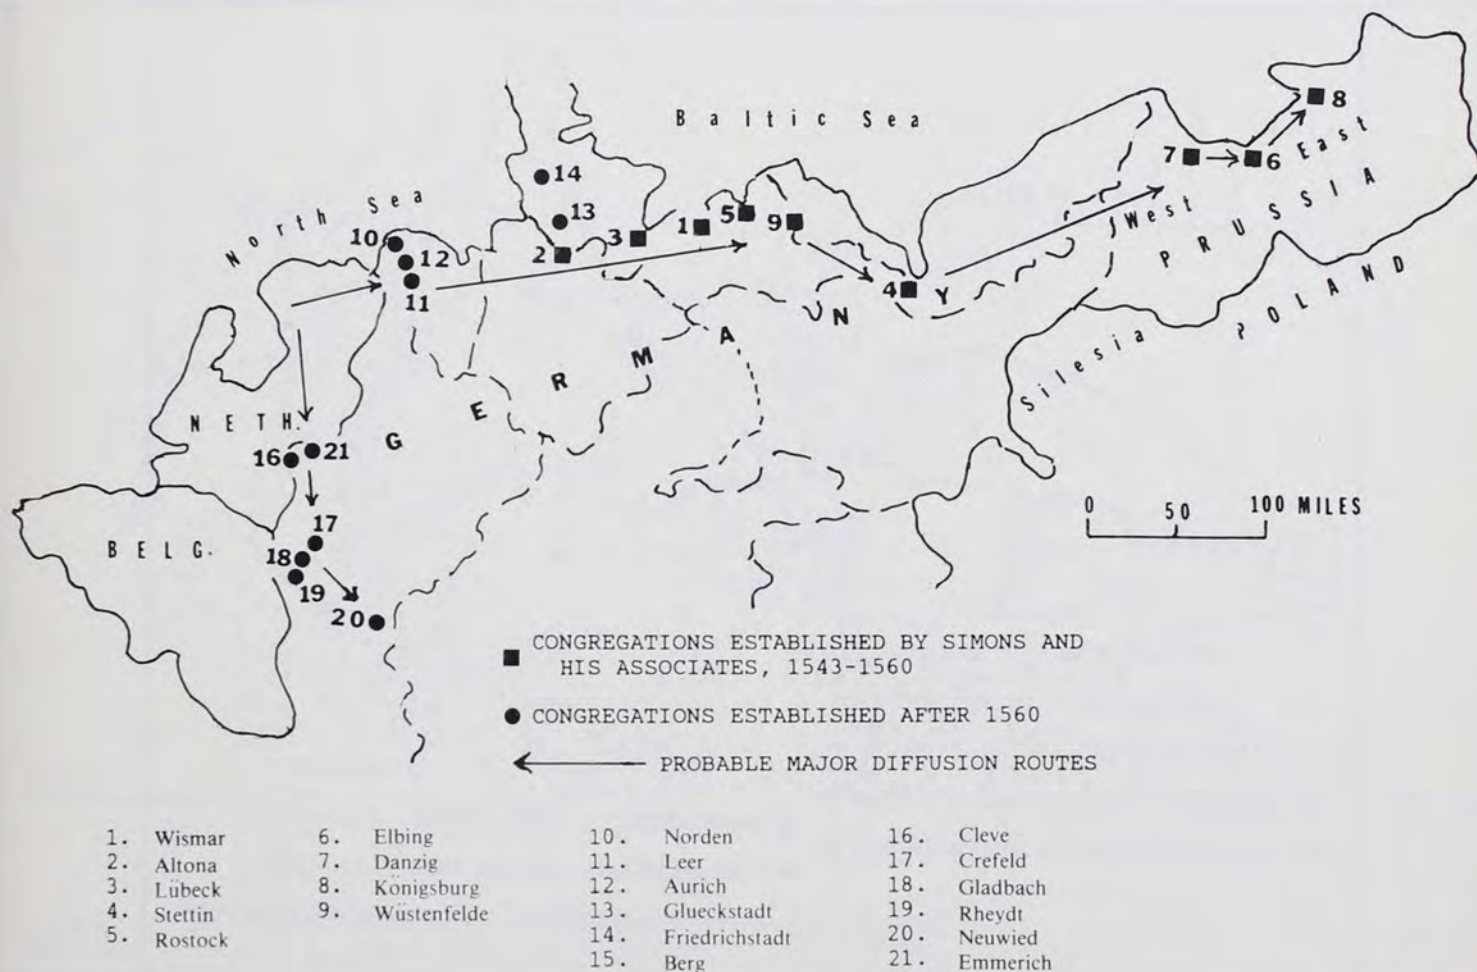 Baltic Sea
North Sea
8
7
6
East
14
13
10
12
11
2
3
1
5
9
4
West
PRUSSIA
POLAND
Silesia
GERMANY
NETH.
16
21
BELG.
17
18
19
20
0 50 100 MILES
CONGREGATIONS ESTABLISHED BY SIMONS AND
HIS ASSOCIATES, 1543-1560
CONGREGATIONS ESTABLISHED AFTER 1560
PROBABLE MAJOR DIFFUSION ROUTES
1. Wismar
2. Altona
3. Lübeck
4. Stettin
5. Rostock
6. Elbing
7. Danzig
8. Königsburg
9. Wüstenfelde
10. Norden
11. Leer
12. Aurich
13. Glueckstadt
14. Friedrichstadt
15. Berg
16. Cleve
17. Crefeld
18. Gladbach
19. Rheydt
20. Neuwied
21. Emmerich